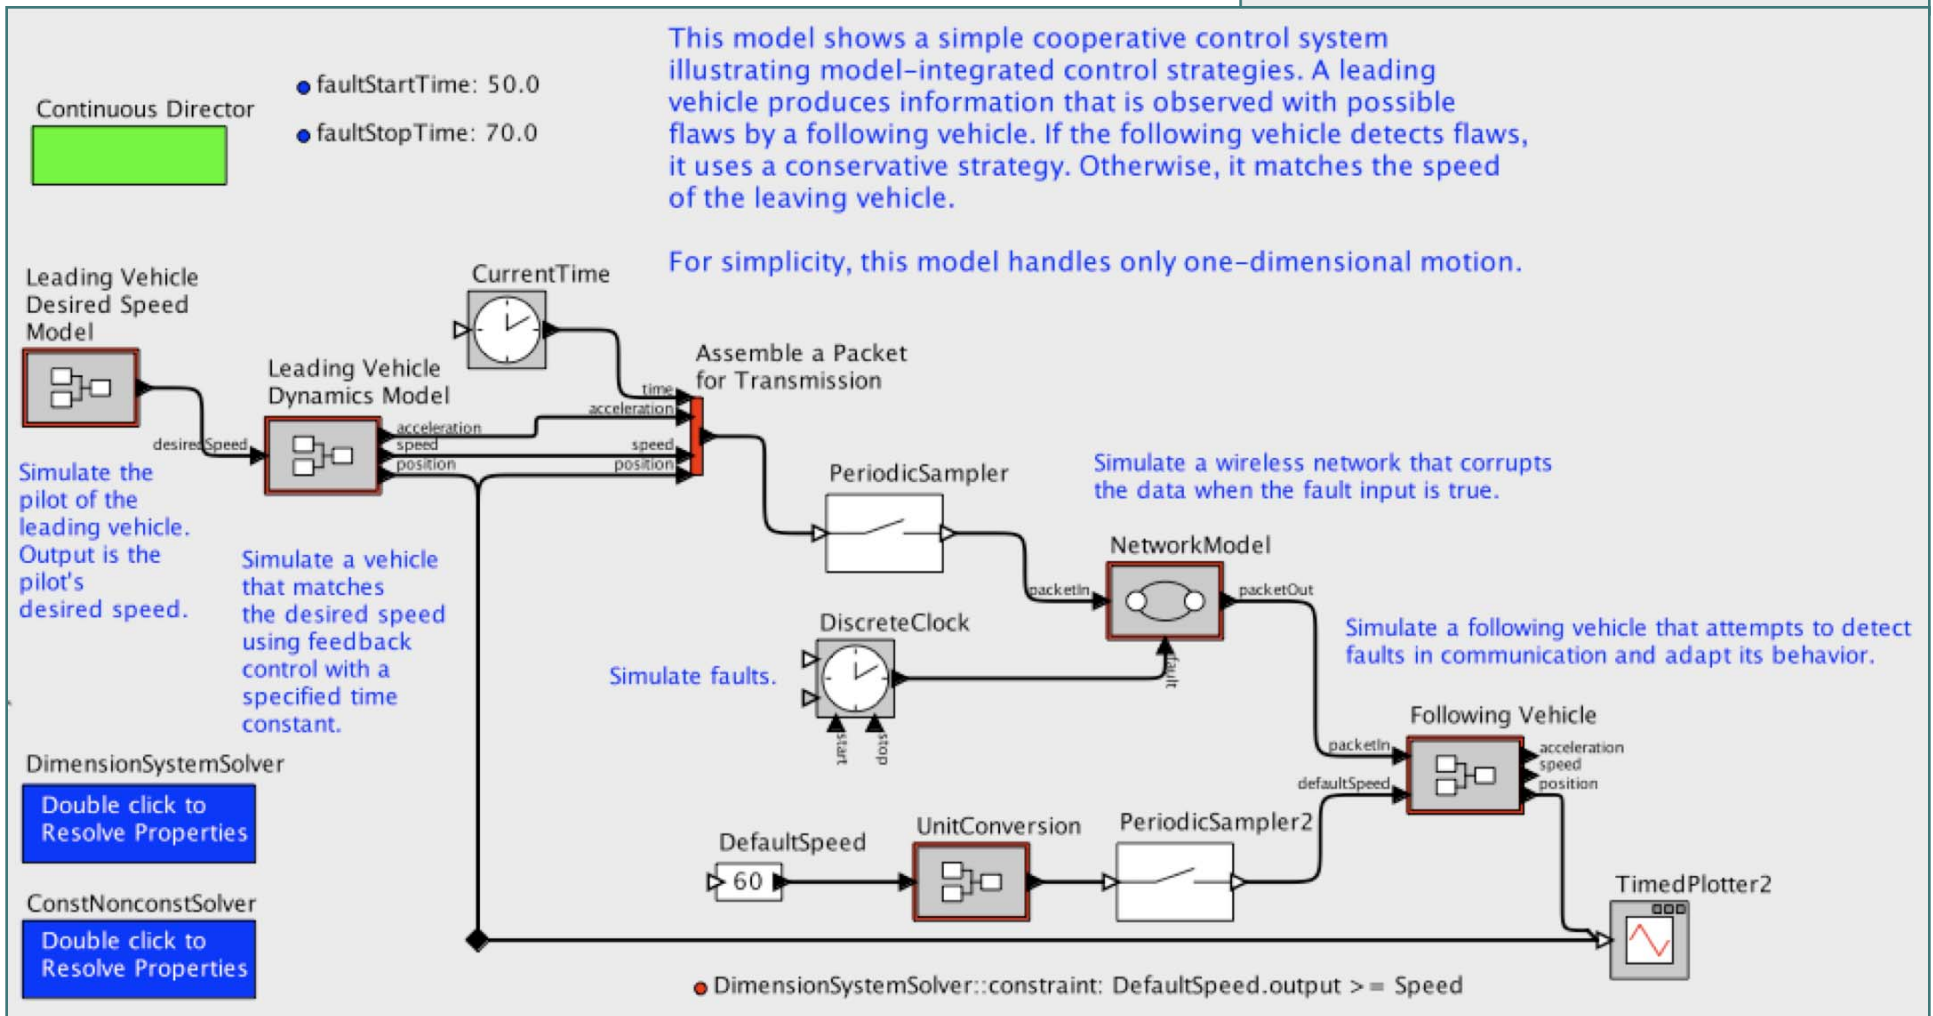 This model shows a simple cooperative control system
illustrating model-integrated control strategies. A leading
vehicle produces information that is observed with possible
flaws by a following vehicle. If the following vehicle detects flaws,
it uses a conservative strategy. Otherwise, it matches the speed
of the leaving vehicle.
For simplicity, this model handles only one-dimensional motion.
faultStartTime: 50.0
faultStopTime: 70.0
Continuous Director
Leading Vehicle
Desired Speed
Model
Simulate the
pilot of the
leading vehicle.
Output is the
pilot's
desired speed.
desiredSpeed
Leading Vehicle
Dynamics Model
acceleration
speed
position
Simulate a vehicle
that matches
the desired speed
using feedback
control with a
specified time
constant.
CurrentTime
time
acceleration
speed
position
Assemble a Packet
for Transmission
PeriodicSampler
Simulate a wireless network that corrupts
the data when the fault input is true.
NetworkModel
packetIn
packetOut
fault
DiscreteClock
Simulate faults.
start
stop
Simulate a following vehicle that attempts to detect
faults in communication and adapt its behavior.
Following Vehicle
packetIn
defaultSpeed
acceleration
speed
position
DimensionSystemSolver
Double click to
Resolve Properties
ConstNonconstSolver
Double click to
Resolve Properties
DefaultSpeed
60
UnitConversion
PeriodicSampler2
TimedPlotter2
DimensionSystemSolver::constraint: DefaultSpeed.output >= Speed